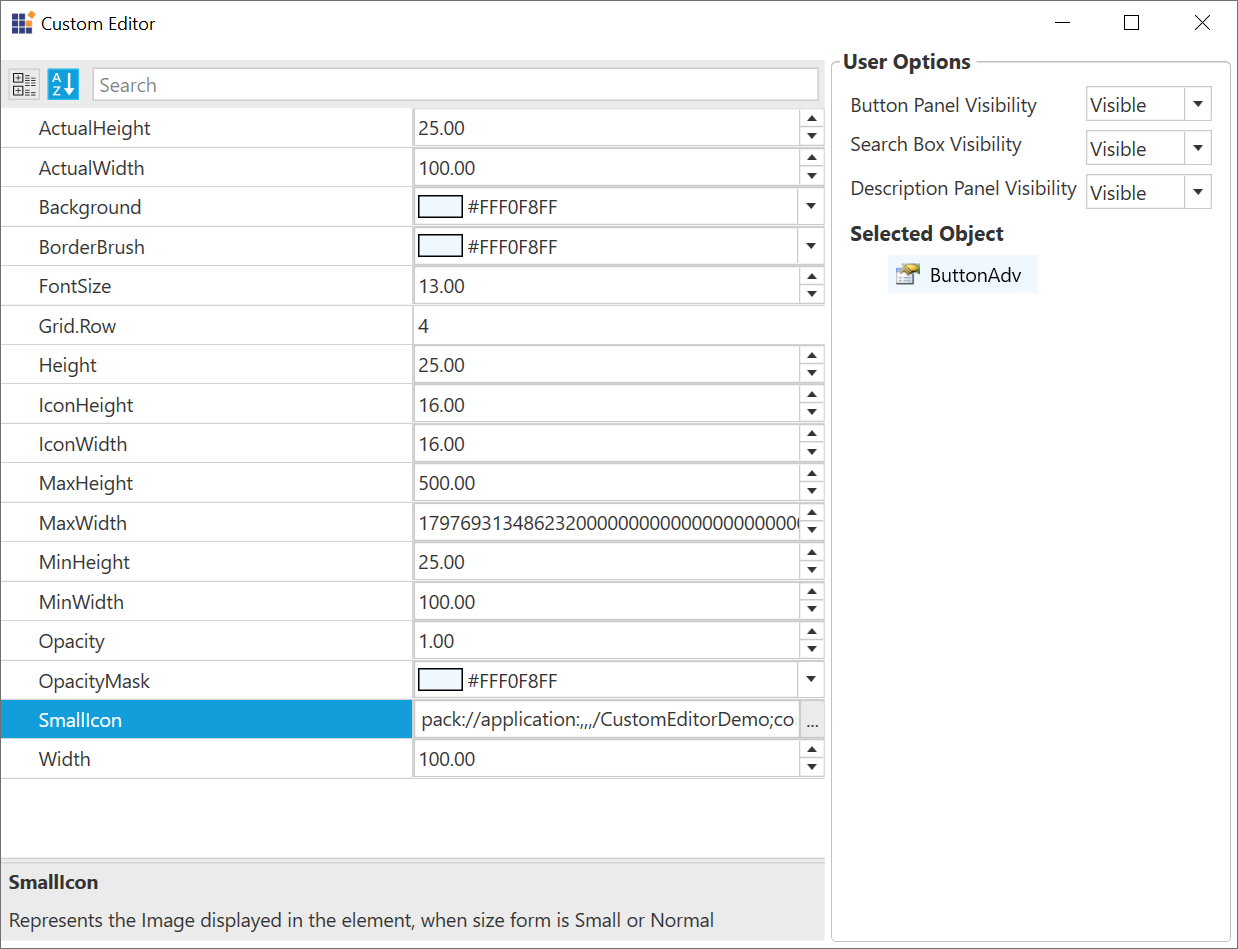 Custom Editor
Search
ActualHeight 25.00
ActualWidth 100.00
Background #FFF0F8FF
BorderBrush #FFF0F8FF
FontSize 13.00
Grid.Row 4
Height 25.00
IconHeight 16.00
IconWidth 16.00
MaxHeight 500.00
MaxWidth
MinHeight 25.00
MinWidth 100.00
Opacity 1.00
OpacityMask #FFF0F8FF
SmallIcon pack://application:,,,/CustomEditorDemo;co ...
Width 100.00
SmallIcon
Represents the Image displayed in the element, when size form is Small or Normal
User Options
Button Panel Visibility Visible
Search Box Visibility Visible
Description Panel Visibility Visible
Selected Object
ButtonAdv